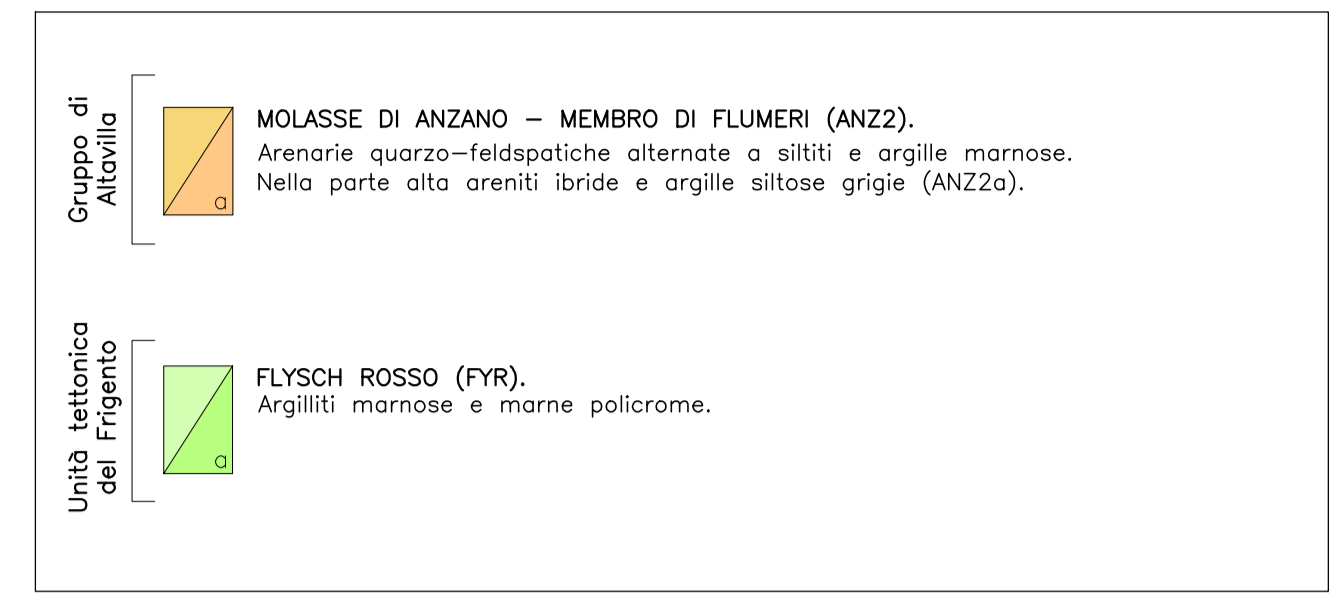 Gruppo di
Altavilla
a
MOLASSE DI ANZANO – MEMBRO DI FLUMERI (ANZ2).
Arenarie quarzo–feldspatiche alternate a siltiti e argille marnose.
Nella parte alta areniti ibride e argille siltose grigie (ANZ2a).
Unità tettonica
del Frigento
a
FLYSCH ROSSO (FYR).
Argilliti marnose e marne policrome.